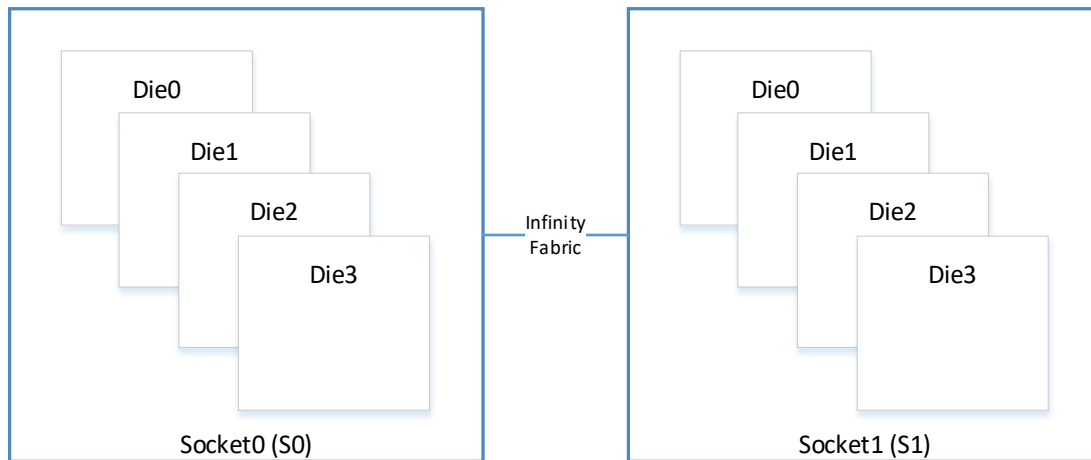 Die0
Die1
Die2
Die3
Socket0 (S0)
Infinity
Fabric
Die0
Die1
Die2
Die3
Socket1 (S1)